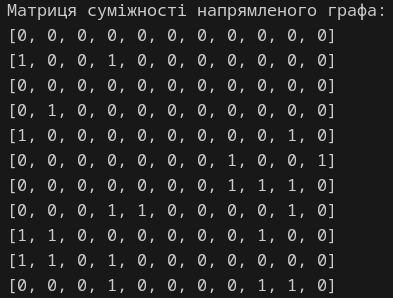 Матриця суміжності напрямленого графа:
[0, 0, 0, 0, 0, 0, 0, 0, 0, 0, 0]
[1, 0, 0, 1, 0, 0, 0, 0, 0, 0, 0]
[0, 0, 0, 0, 0, 0, 0, 0, 0, 0, 0]
[0, 1, 0, 0, 0, 0, 0, 0, 0, 0, 0]
[1, 0, 0, 0, 0, 0, 0, 0, 0, 1, 0]
[0, 0, 0, 0, 0, 0, 0, 1, 0, 0, 1]
[0, 0, 0, 0, 0, 0, 0, 1, 1, 1, 0]
[0, 0, 0, 1, 1, 0, 0, 0, 0, 1, 0]
[1, 1, 0, 0, 0, 0, 0, 0, 1, 0, 0]
[1, 1, 0, 1, 0, 0, 0, 0, 0, 0, 0]
[0, 0, 0, 1, 0, 0, 0, 0, 1, 1, 0]